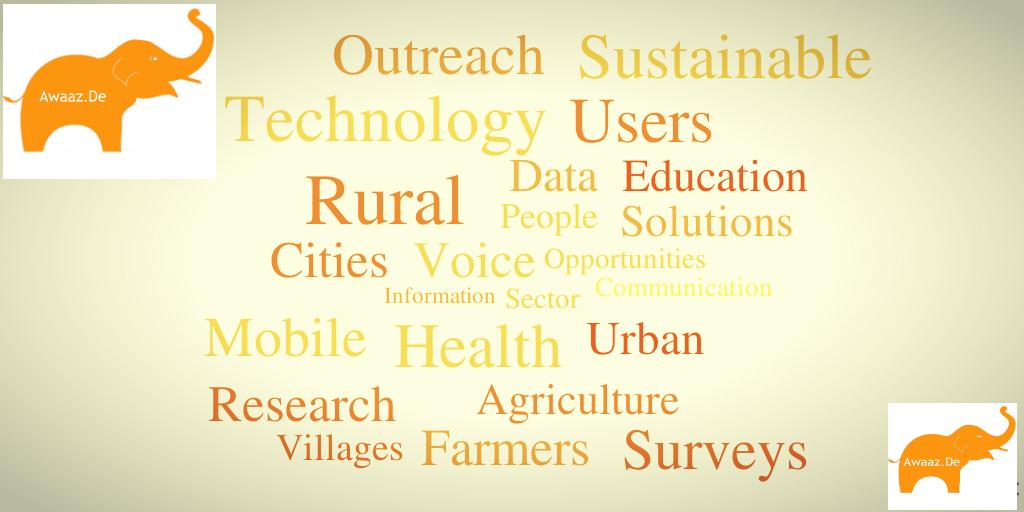 Awaaz.De
Outreach Sustainable
Technology Users
Data Education
Rural People Solutions
Cities Voice Opportunities
Information Sector Communication
Mobile Health Urban
Research Agriculture
Villages Farmers Surveys
Awaaz.De